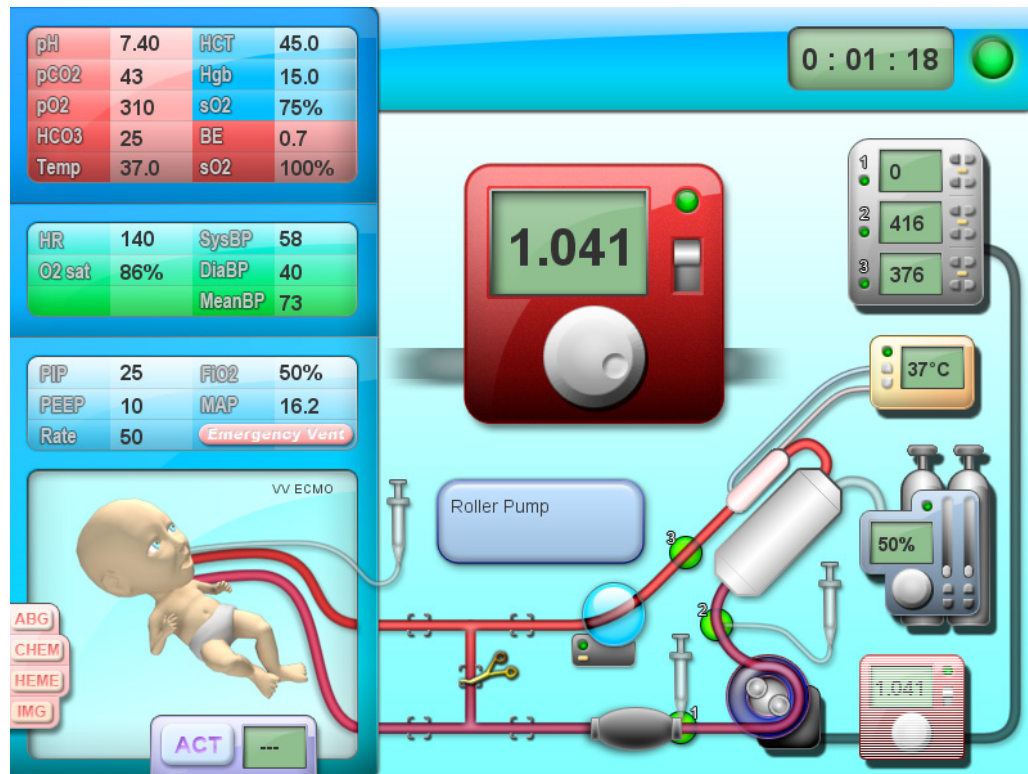 0 : 01 : 18
pH 7.40 HCT 45.0
pCO2 43 Hgb 15.0
pO2 310 sO2 75%
HCO3 25 BE 0.7
Temp 37.0 sO2 100%
HR 140 SysBP 58
O2 sat 86% DiaBP 40
MeanBP 73
PIP 25 FiO2 50%
PEEP 10 MAP 16.2
Rate 50 Emergency Vent
VV ECMO
ABG
CHEM
HEME
IMG
ACT ---
1.041
Roller Pump
1 0
2 416
3 376
37°C
50%
3
2
1
1.041